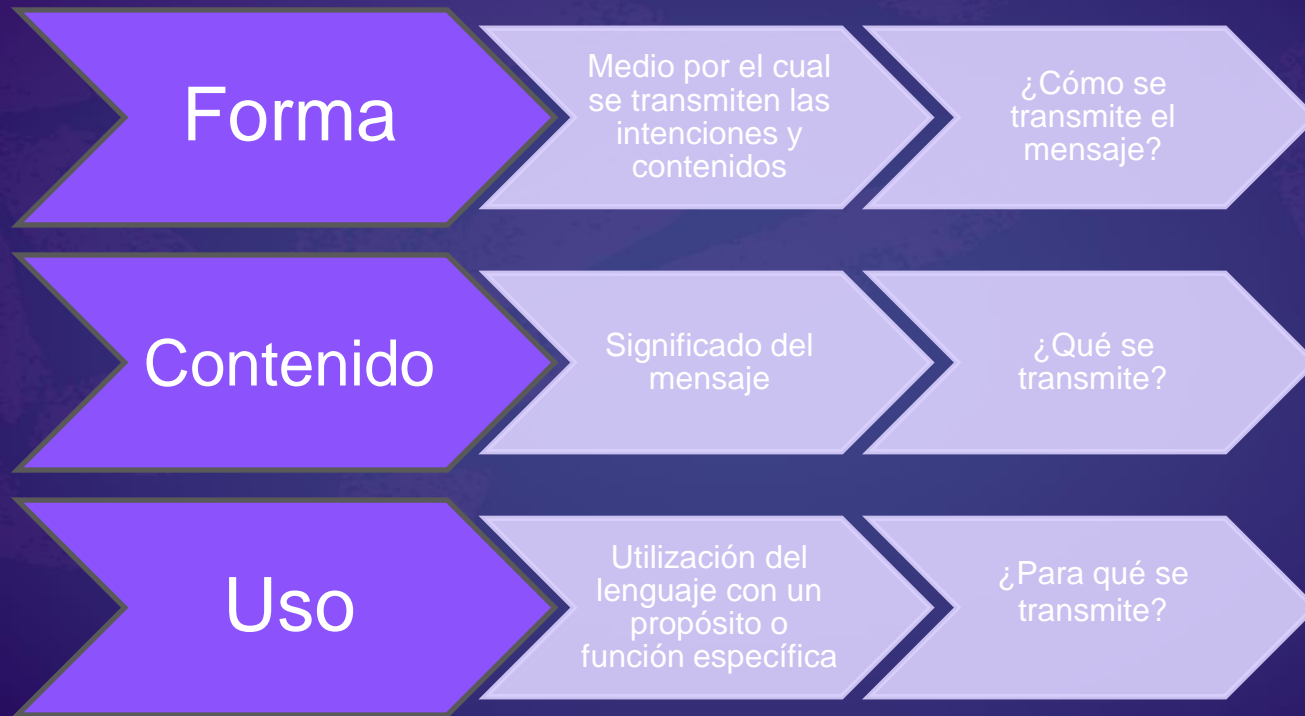 Forma
Medio por el cual
se transmiten las
intenciones y
contenidos
¿Cómo se
transmite el
mensaje?
Contenido
Significado del
mensaje
¿Qué se
transmite?
Uso
Utilización del
lenguaje con un
propósito o
función específica
¿Para qué se
transmite?